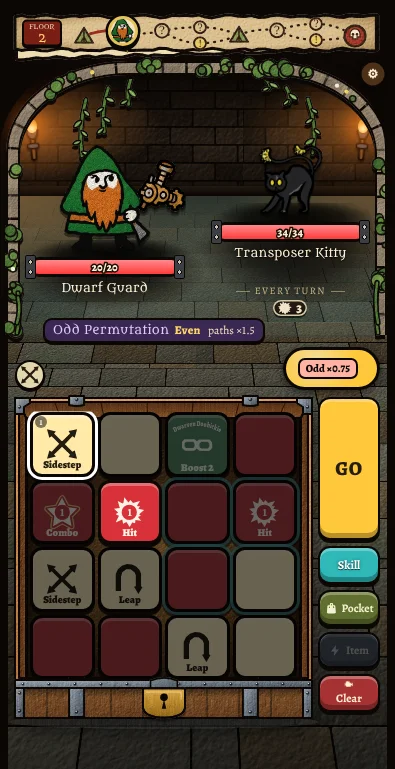 FLOOR
2
?
?
!
?
?
!
34/34
Transposer Kitty
20/20
Dwarf Guard
EVERY TURN
3
Odd Permutation Even paths ×1.5
Odd ×0.75
1
Sidestep
Dwarven Doohickie
Boost 2
GO
1
Combo
1
Hit
1
Hit
Skill
Sidestep
Leap
Pocket
Item
Leap
Clear